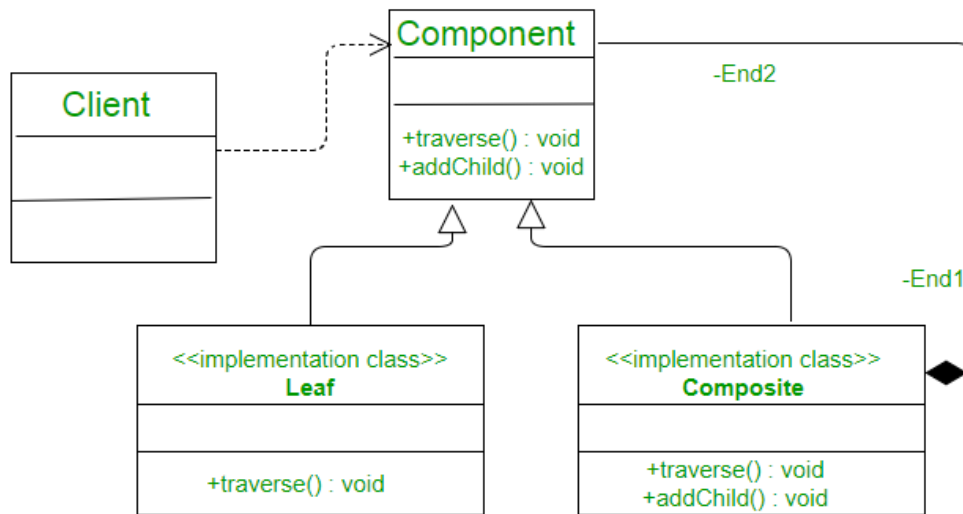 Component
-End2
Client
+traverse() : void
+addChild() : void
-End1
<<implementation class>>
Leaf
+traverse() : void
<<implementation class>>
Composite
+traverse() : void
+addChild() : void